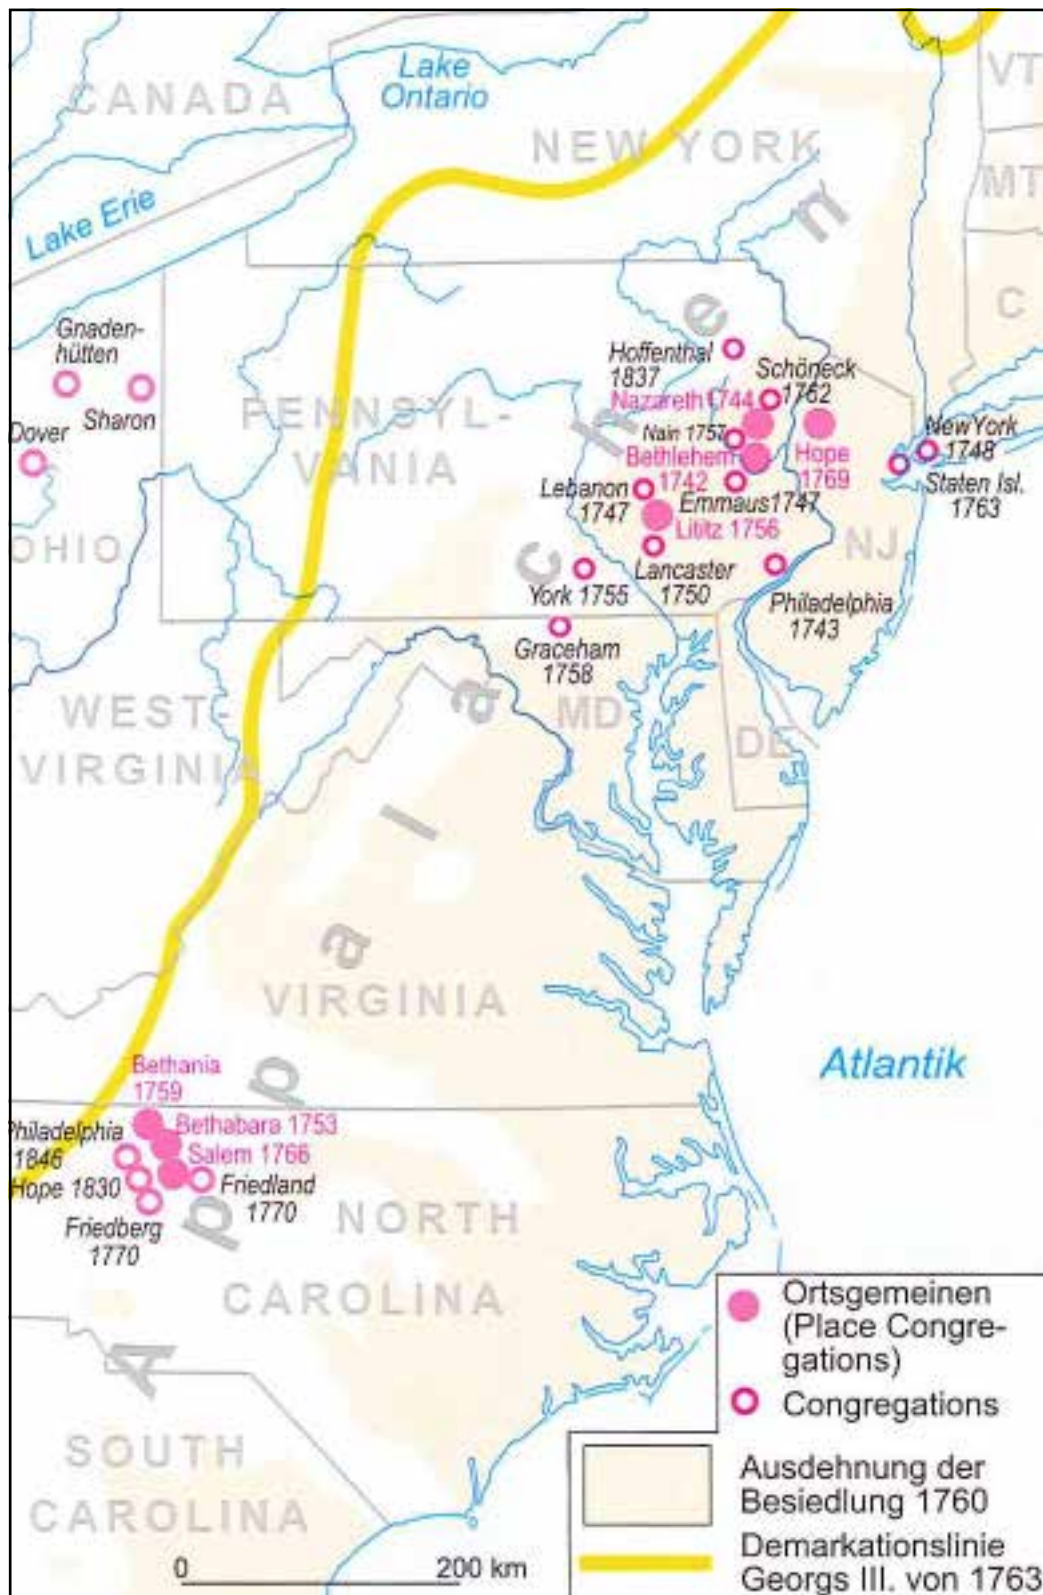 CANADA
Lake
Ontario
NEW YORK
VT
MT
C
Lake Erie
Gnaden-
hütten
Sharon
Dover
OHIO
PENNSYL-
VANIA
Hoffenthal
1837
Schöneck
1762
Nazareth 1744
Nain 1757
Bethlehem
1742
Hope
1769
New York
1748
Staten Isl.
1763
Lebanon
1747
Emmaus 1747
Lititz 1756
NJ
Lancaster
1750
York 1755
Philadelphia
1743
Graceham
1758
MD
DE
WEST-
VIRGINIA
Appalachen
VIRGINIA
Atlantik
Bethania
1759
Bethabara 1753
Philadelphia
1846
Salem 1766
Hope 1830
Friedland
1770
Friedberg
1770
NORTH
CAROLINA
SOUTH
CAROLINA
0 200 km
Ortsgemeinen
(Place Congre-
gations)
Congregations
Ausdehnung der
Besiedlung 1760
Demarkationslinie
Georgs III. von 1763